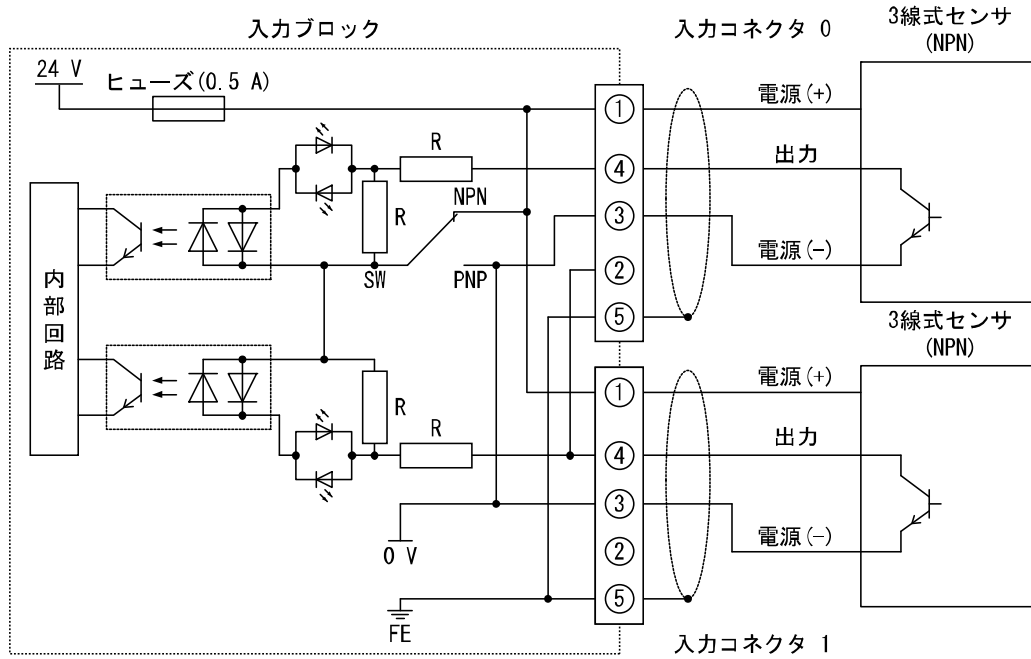 入力ブロック
入力コネクタ 0
3線式センサ
(NPN)
24 V
ヒューズ(0.5 A)
①
電源(+)
R
④
出力
NPN
R
③
電源(-)
SW
PNP
②
⑤
内部回路
3線式センサ
(NPN)
①
電源(+)
R
R
④
出力
③
0 V
②
電源(-)
⑤
FE
入力コネクタ 1